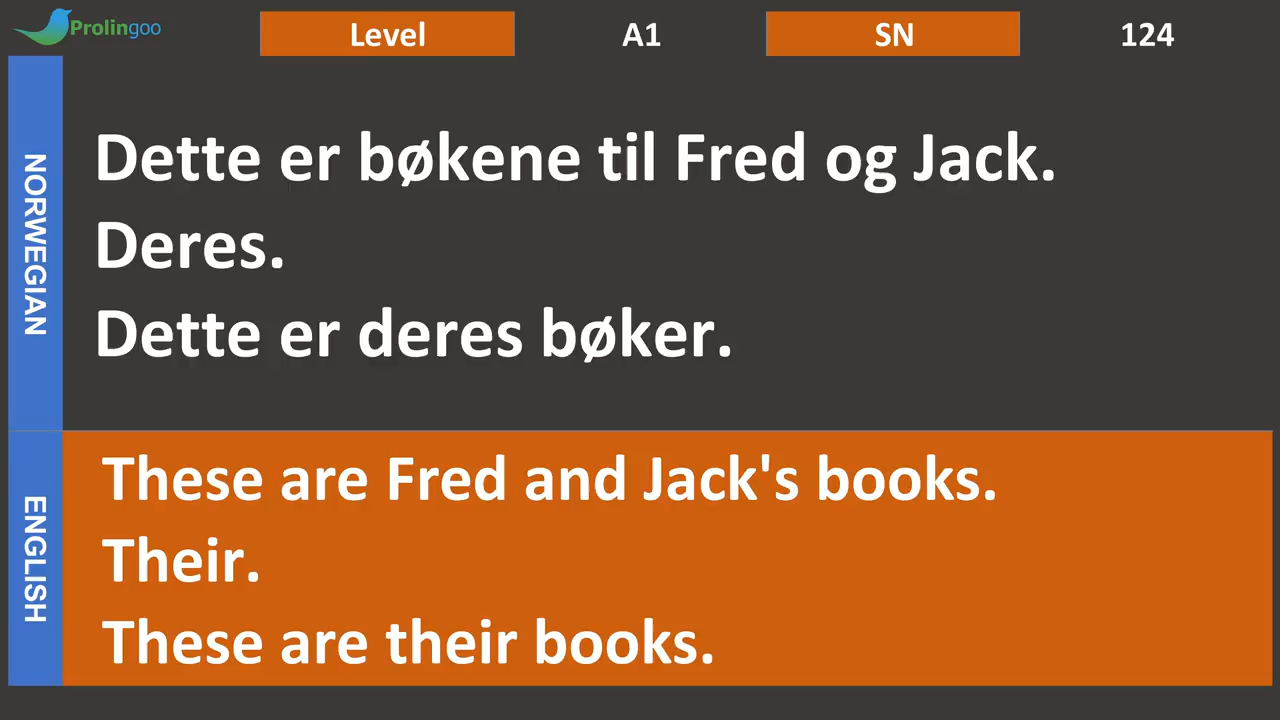 Prolingoo
Level A1 SN 124
NORWEGIAN
Dette er bøkene til Fred og Jack.
Deres.
Dette er deres bøker.
ENGLISH
These are Fred and Jack's books.
Their.
These are their books.